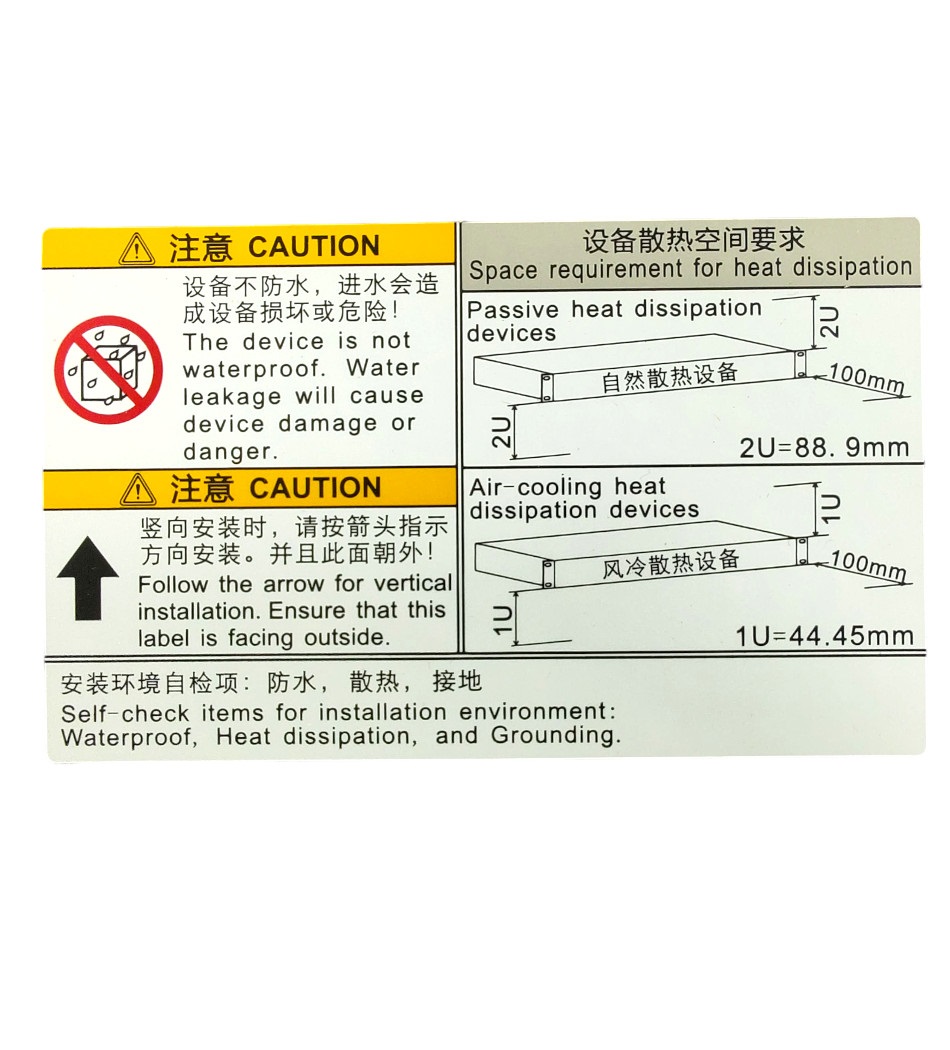 注意 CAUTION
设备不防水，进水会造
成设备损坏或危险！
The device is not
waterproof. Water
leakage will cause
device damage or
danger.
注意 CAUTION
竖向安装时，请按箭头指示
方向安装。并且此面朝外！
Follow the arrow for vertical
installation. Ensure that this
label is facing outside.
设备散热空间要求
Space requirement for heat dissipation
Passive heat dissipation
devices
2U
自然散热设备
100mm
2U
2U=88.9mm
Air-cooling heat
dissipation devices
1U
风冷散热设备
100mm
1U
1U=44.45mm
安装环境自检项：防水，散热，接地
Self-check items for installation environment:
Waterproof, Heat dissipation, and Grounding.